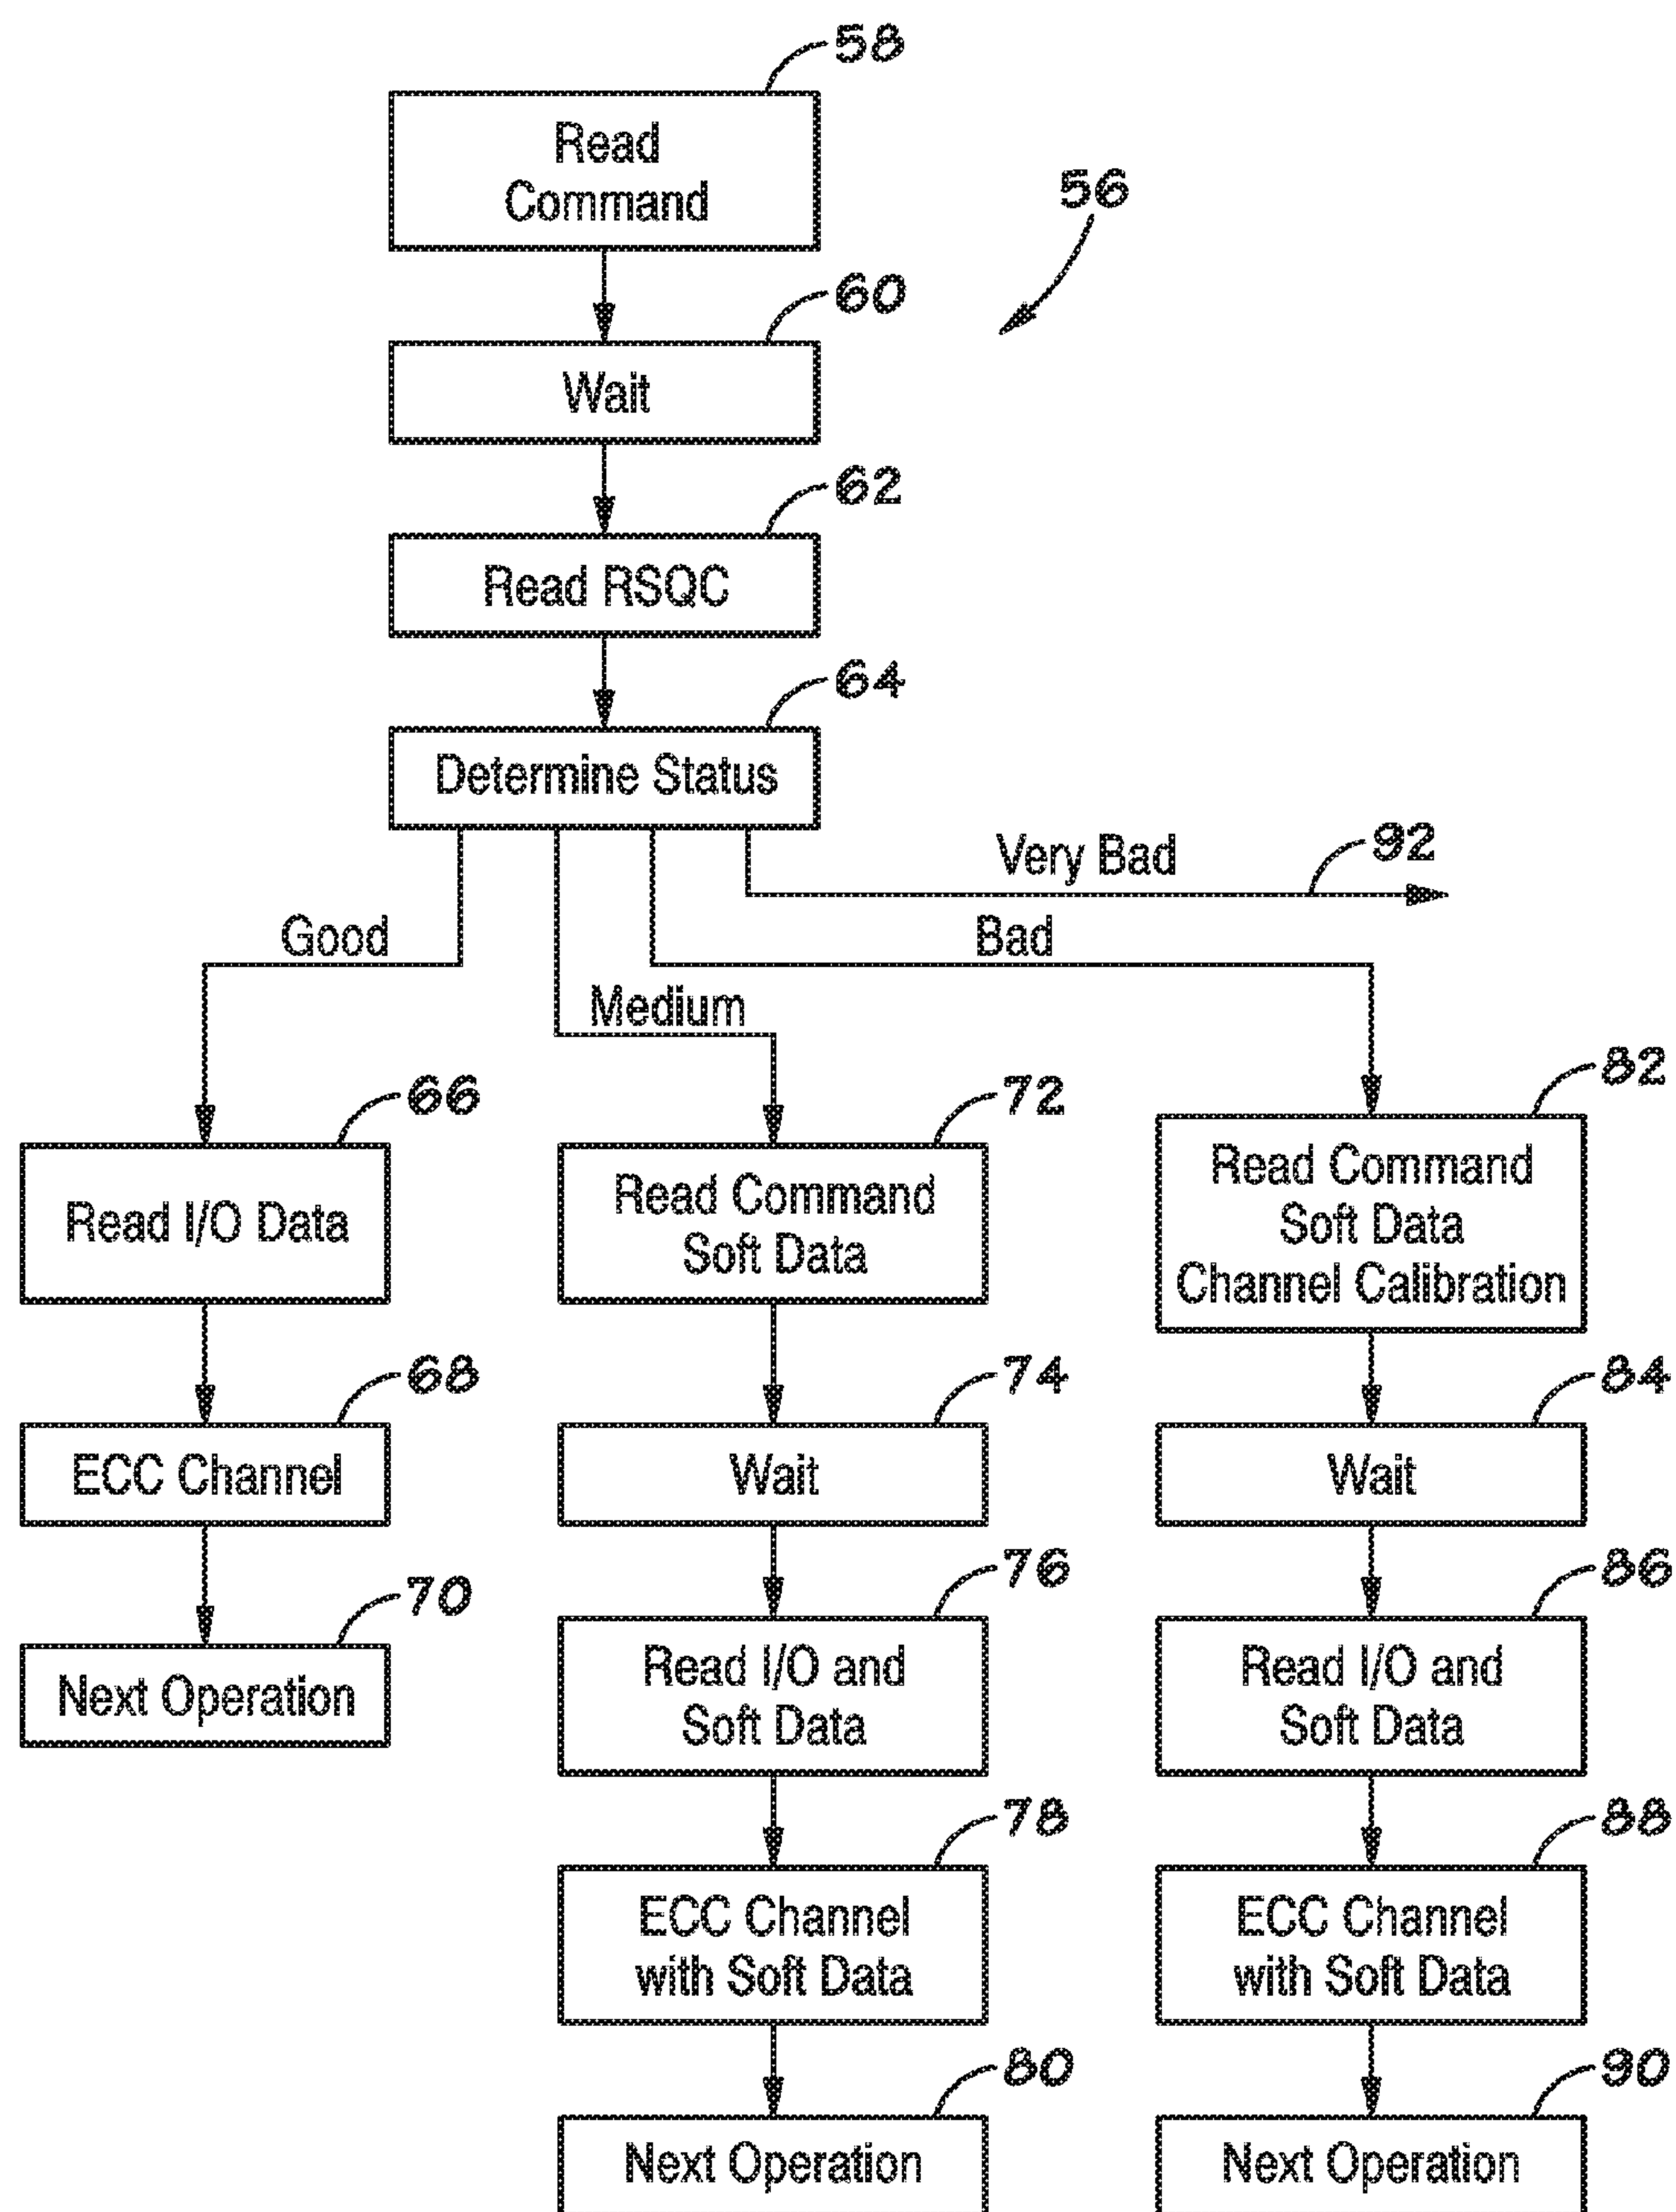 58
Read
Command
56
60
Wait
62
Read RSQC
64
Determine Status
Very Bad
92
Good
Bad
Medium
66
Read I/O Data
68
ECC Channel
70
Next Operation
72
Read Command
Soft Data
74
Wait
76
Read I/O and
Soft Data
78
ECC Channel
with Soft Data
80
Next Operation
82
Read Command
Soft Data
Channel Calibration
84
Wait
86
Read I/O and
Soft Data
88
ECC Channel
with Soft Data
90
Next Operation